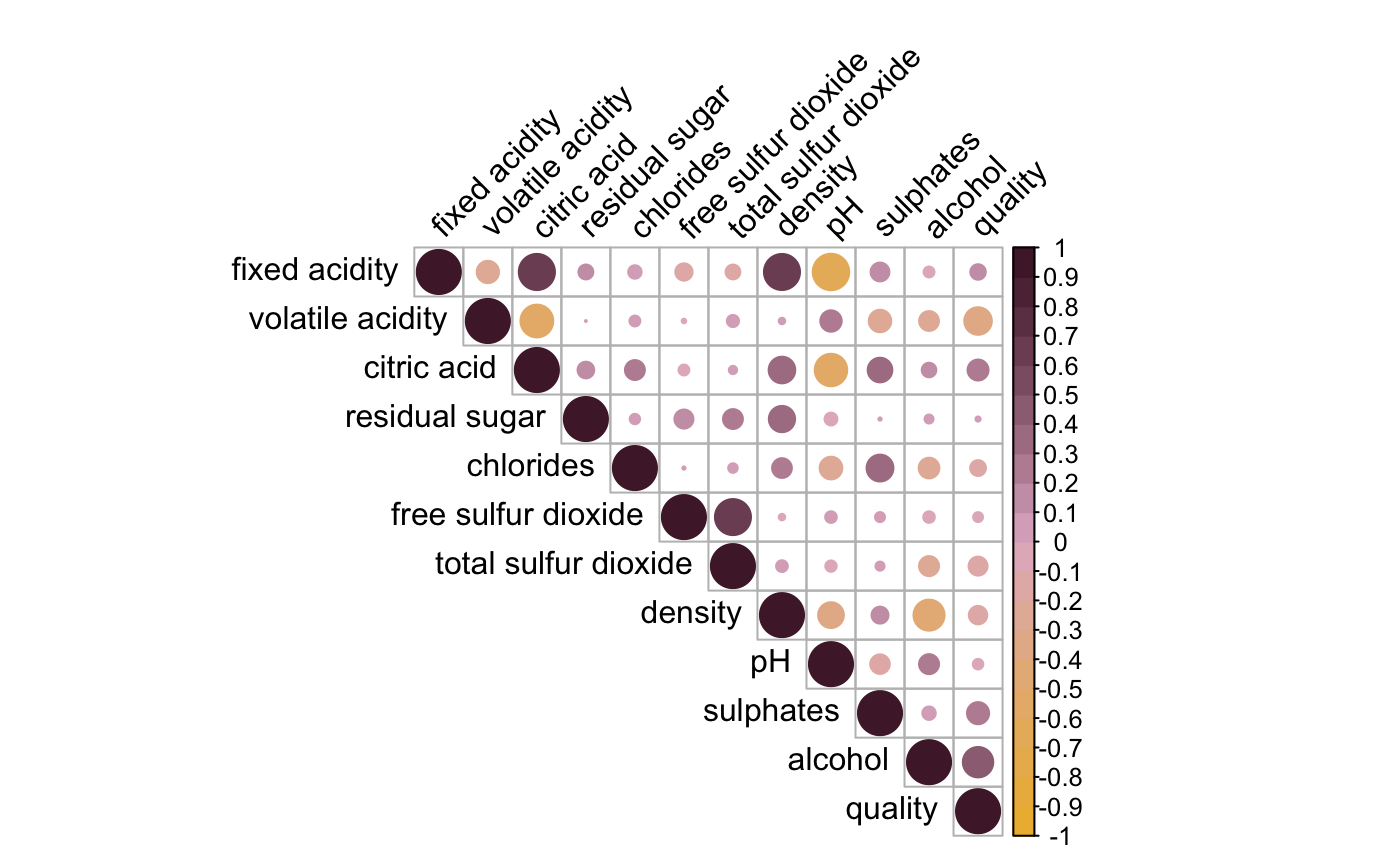 fixed acidity
volatile acidity
citric acid
residual sugar
chlorides
free sulfur dioxide
total sulfur dioxide
density
pH
sulphates
alcohol
quality
fixed acidity
volatile acidity
citric acid
residual sugar
chlorides
free sulfur dioxide
total sulfur dioxide
density
pH
sulphates
alcohol
quality
1
0.9
0.8
0.7
0.6
0.5
0.4
0.3
0.2
0.1
0
-0.1
-0.2
-0.3
-0.4
-0.5
-0.6
-0.7
-0.8
-0.9
-1